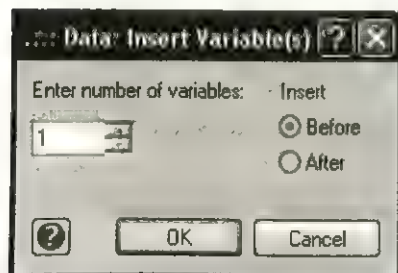 Data: Insert Variable(s)
Enter number of variables:
Insert
1
Before
After
OK
Cancel